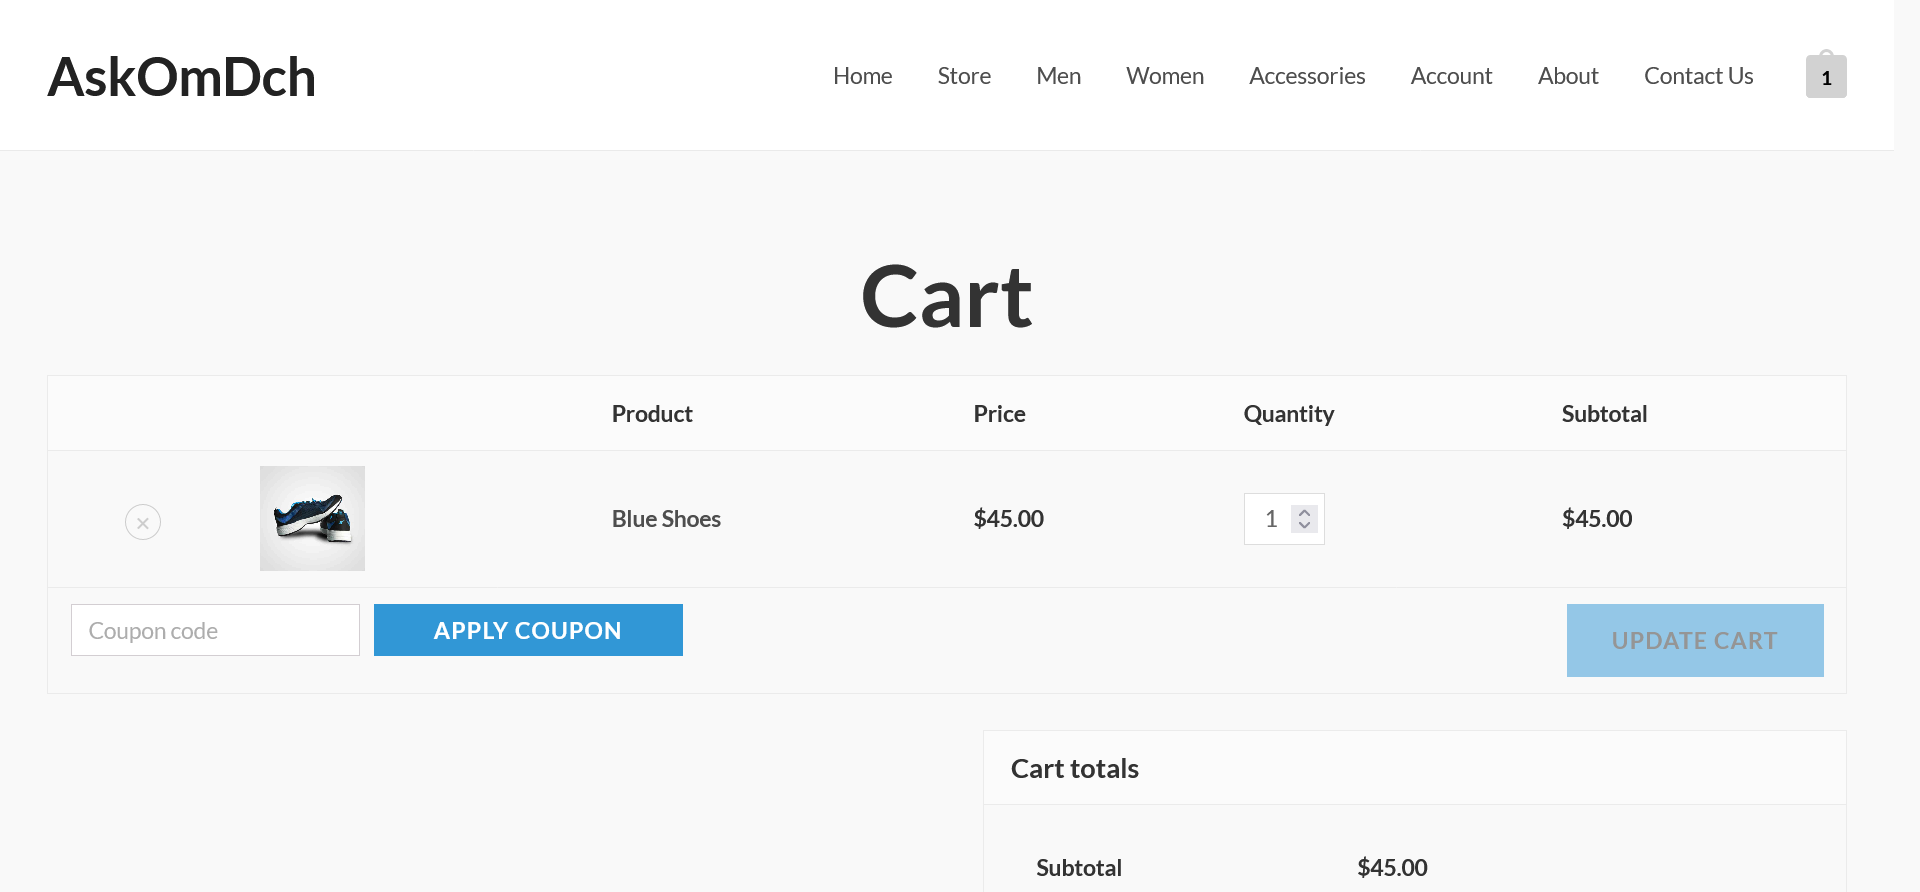 AskOmDch
Home Store Men Women Accessories Account About Contact Us 1
Cart
Product Price Quantity Subtotal
Blue Shoes $45.00 1 $45.00
Coupon code APPLY COUPON UPDATE CART
Cart totals
Subtotal $45.00